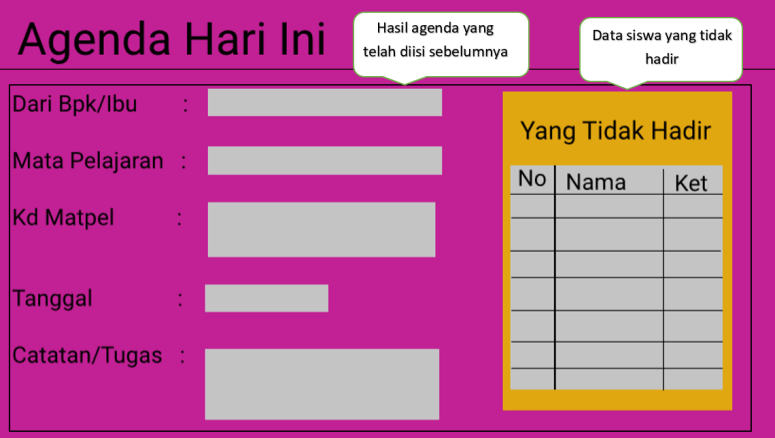 Agenda Hari Ini
Hasil agenda yang
telah diisi sebelumnya
Data siswa yang tidak
hadir
Dari Bpk/Ibu :
Mata Pelajaran :
Kd Matpel :
Tanggal :
Catatan/Tugas :
Yang Tidak Hadir
No Nama Ket